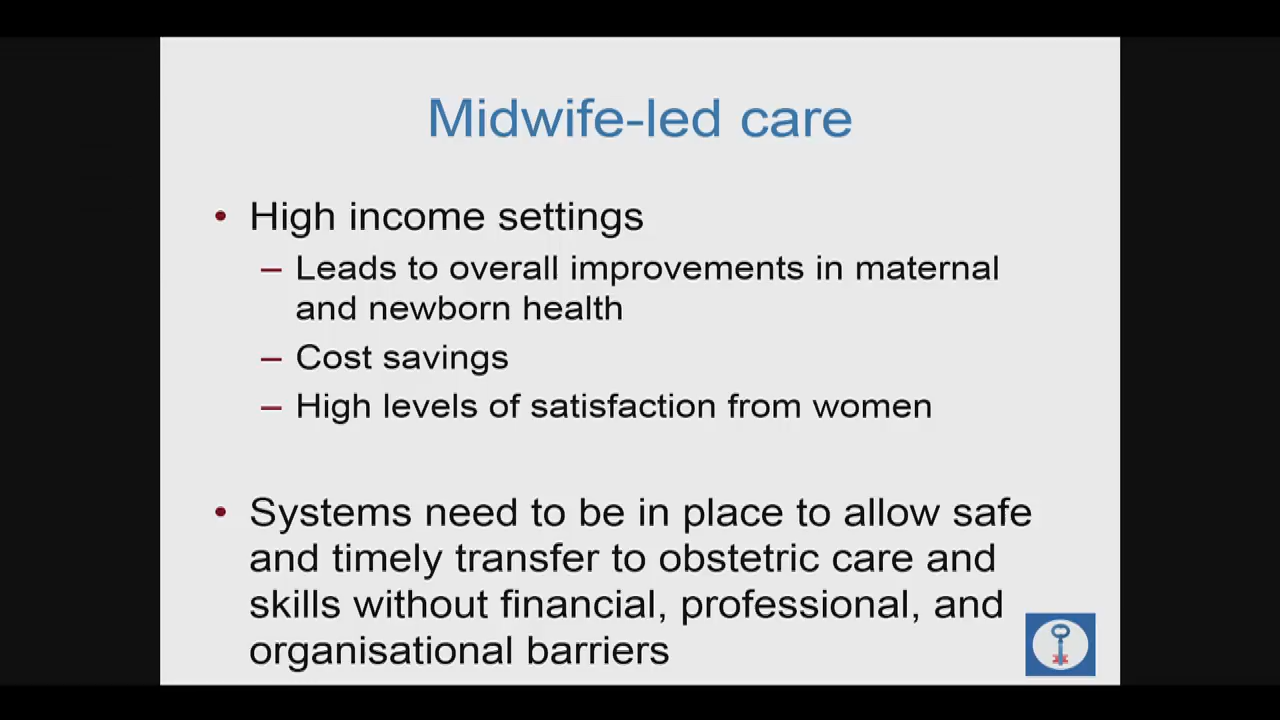 Midwife-led care
• High income settings
– Leads to overall improvements in maternal
and newborn health
– Cost savings
– High levels of satisfaction from women
• Systems need to be in place to allow safe
and timely transfer to obstetric care and
skills without financial, professional, and
organisational barriers